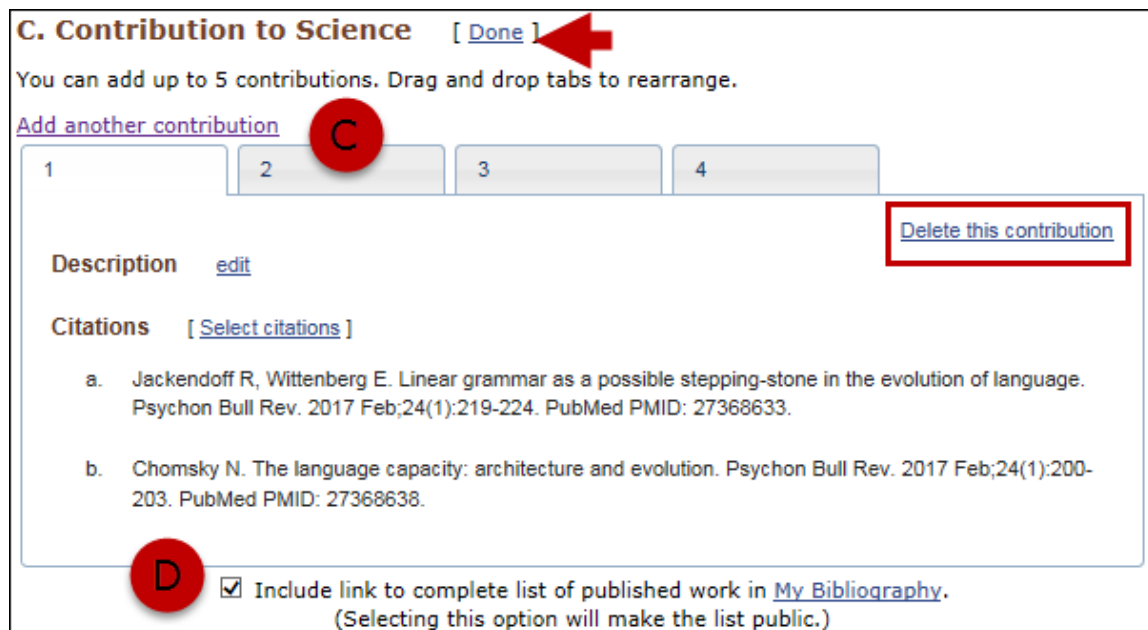 C. Contribution to Science [ Done ]
You can add up to 5 contributions. Drag and drop tabs to rearrange.
Add another contribution
C
1 2 3 4
Delete this contribution
Description edit
Citations [ Select citations ]
a. Jackendoff R, Wittenberg E. Linear grammar as a possible stepping-stone in the evolution of language.
Psychon Bull Rev. 2017 Feb;24(1):219-224. PubMed PMID: 27368633.
b. Chomsky N. The language capacity: architecture and evolution. Psychon Bull Rev. 2017 Feb;24(1):200-
203. PubMed PMID: 27368638.
D
Include link to complete list of published work in My Bibliography.
(Selecting this option will make the list public.)